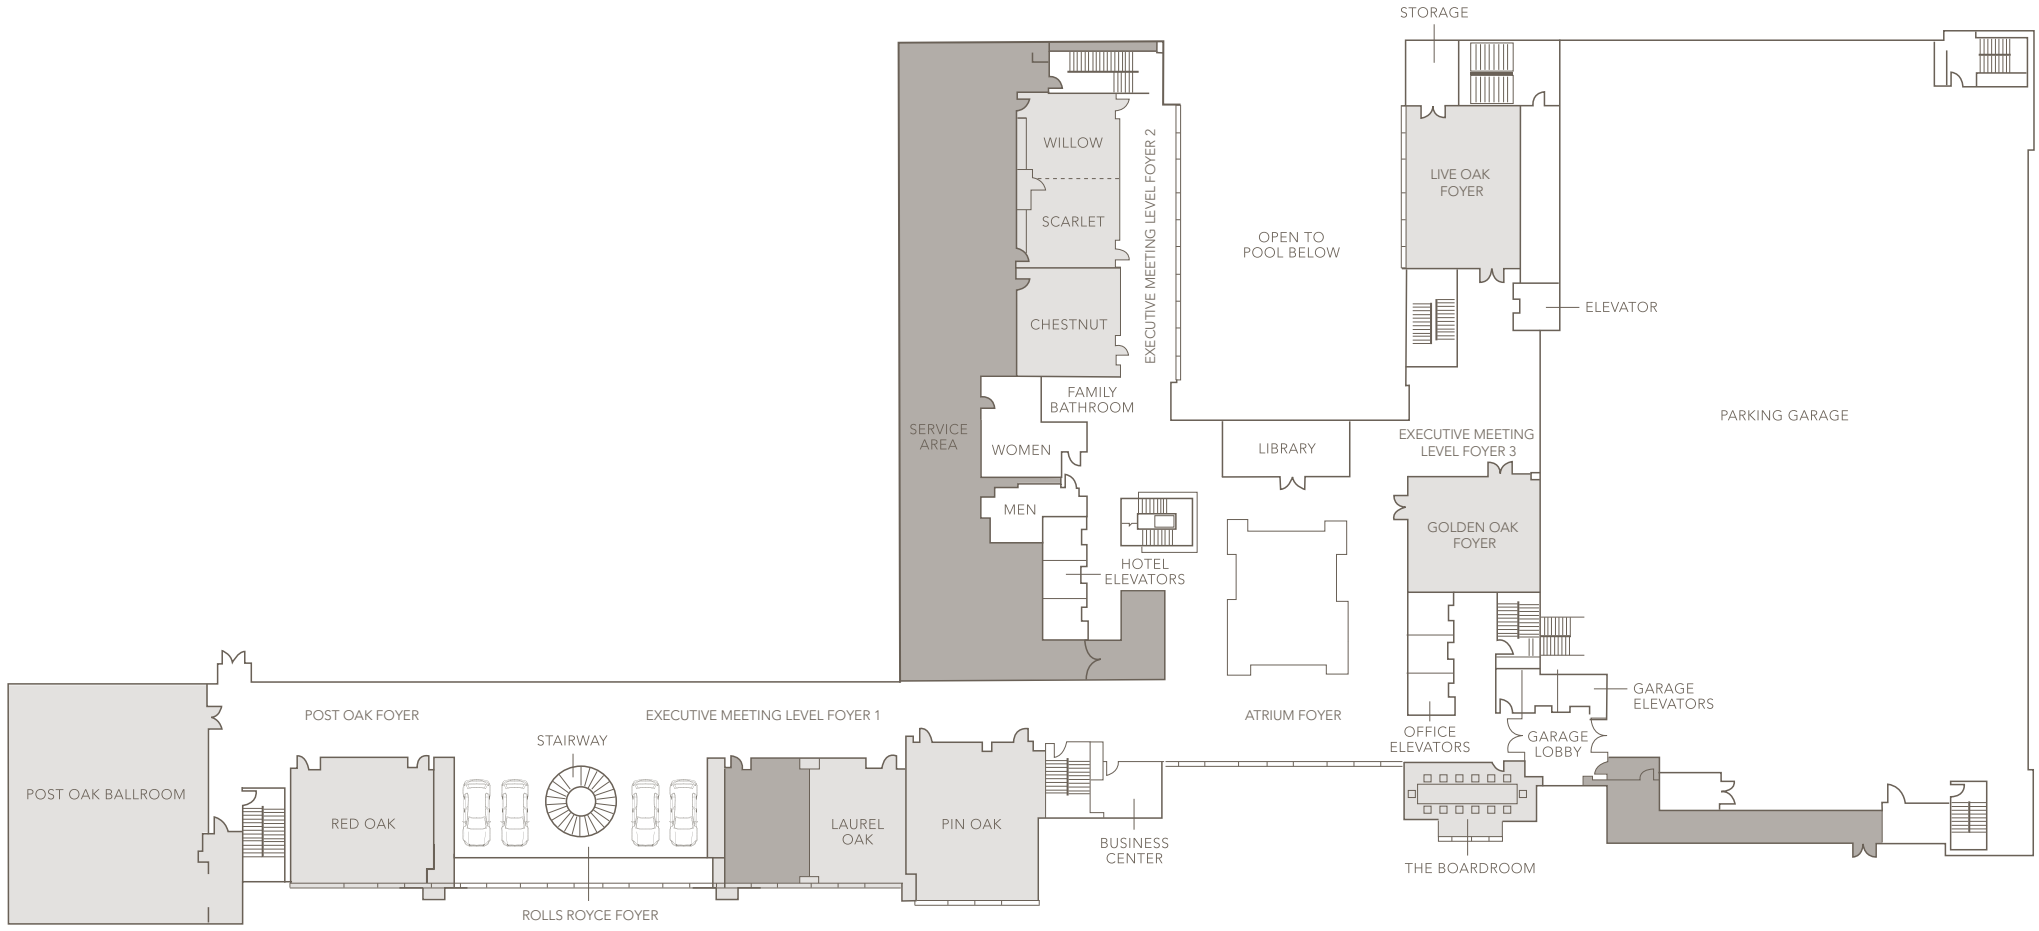 STORAGE
WILLOW
SCARLET
CHESTNUT
EXECUTIVE MEETING LEVEL FOYER 2
OPEN TO
POOL BELOW
LIVE OAK
FOYER
ELEVATOR
PARKING GARAGE
FAMILY
BATHROOM
SERVICE
AREA
WOMEN
MEN
LIBRARY
EXECUTIVE MEETING
LEVEL FOYER 3
GOLDEN OAK
FOYER
HOTEL
ELEVATORS
GARAGE
ELEVATORS
POST OAK FOYER
EXECUTIVE MEETING LEVEL FOYER 1
ATRIUM FOYER
OFFICE
ELEVATORS
GARAGE
LOBBY
STAIRWAY
POST OAK BALLROOM
RED OAK
LAUREL
OAK
PIN OAK
BUSINESS
CENTER
THE BOARDROOM
ROLLS ROYCE FOYER